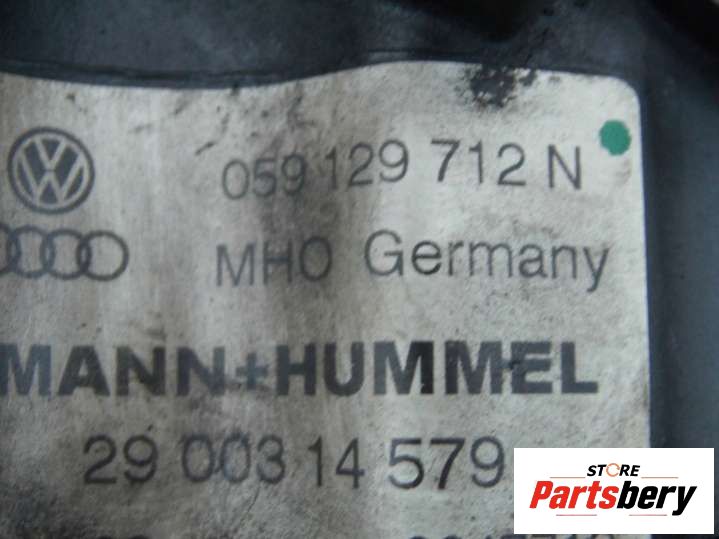 059 129 712 N
MHO Germany
MANN+HUMMEL
29 003 14 579
STORE
Partsbery